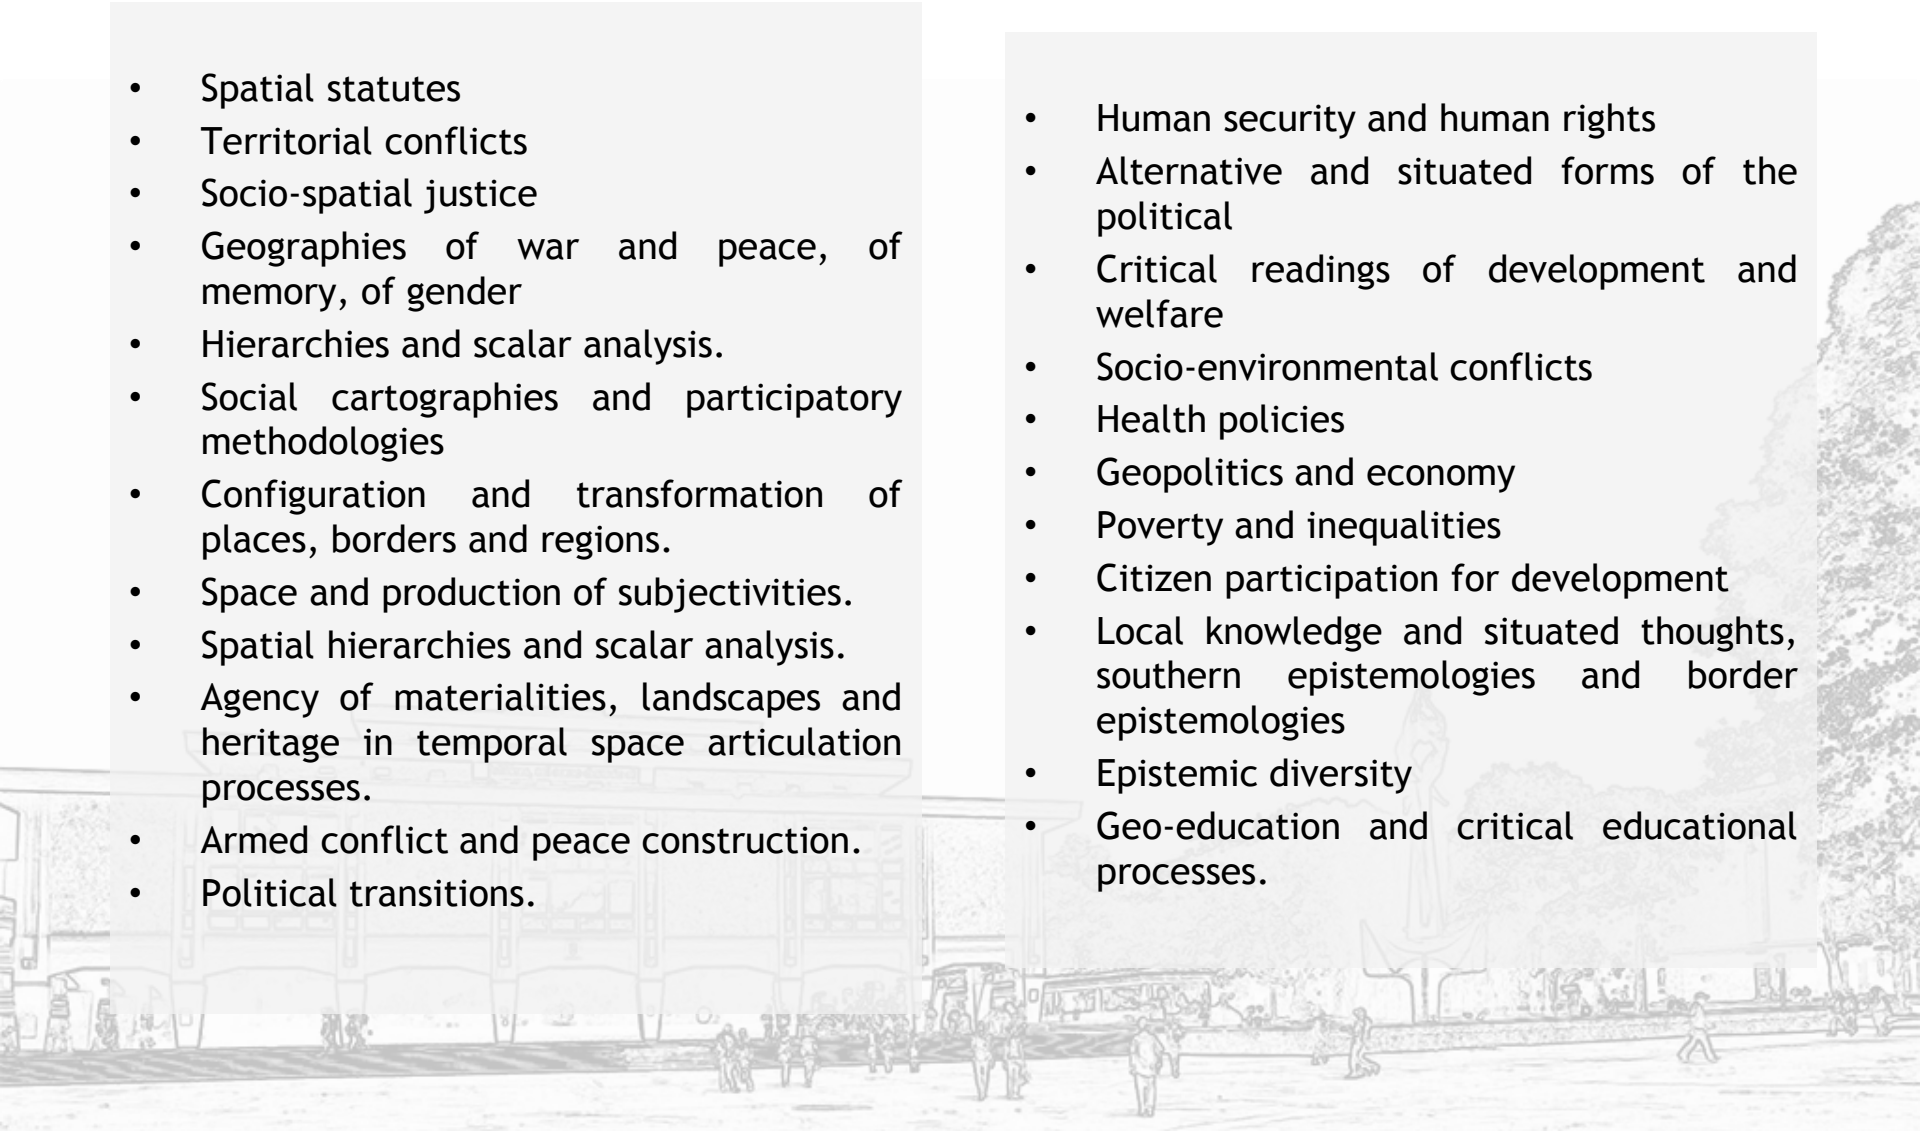 • Spatial statutes
• Territorial conflicts
• Socio-spatial justice
• Geographies of war and peace, of
memory, of gender
• Hierarchies and scalar analysis.
• Social cartographies and participatory
methodologies
• Configuration and transformation of
places, borders and regions.
• Space and production of subjectivities.
• Spatial hierarchies and scalar analysis.
• Agency of materialities, landscapes and
heritage in temporal space articulation
processes.
• Armed conflict and peace construction.
• Political transitions.
• Human security and human rights
• Alternative and situated forms of the
political
• Critical readings of development and
welfare
• Socio-environmental conflicts
• Health policies
• Geopolitics and economy
• Poverty and inequalities
• Citizen participation for development
• Local knowledge and situated thoughts,
southern epistemologies and border
epistemologies
• Epistemic diversity
• Geo-education and critical educational
processes.